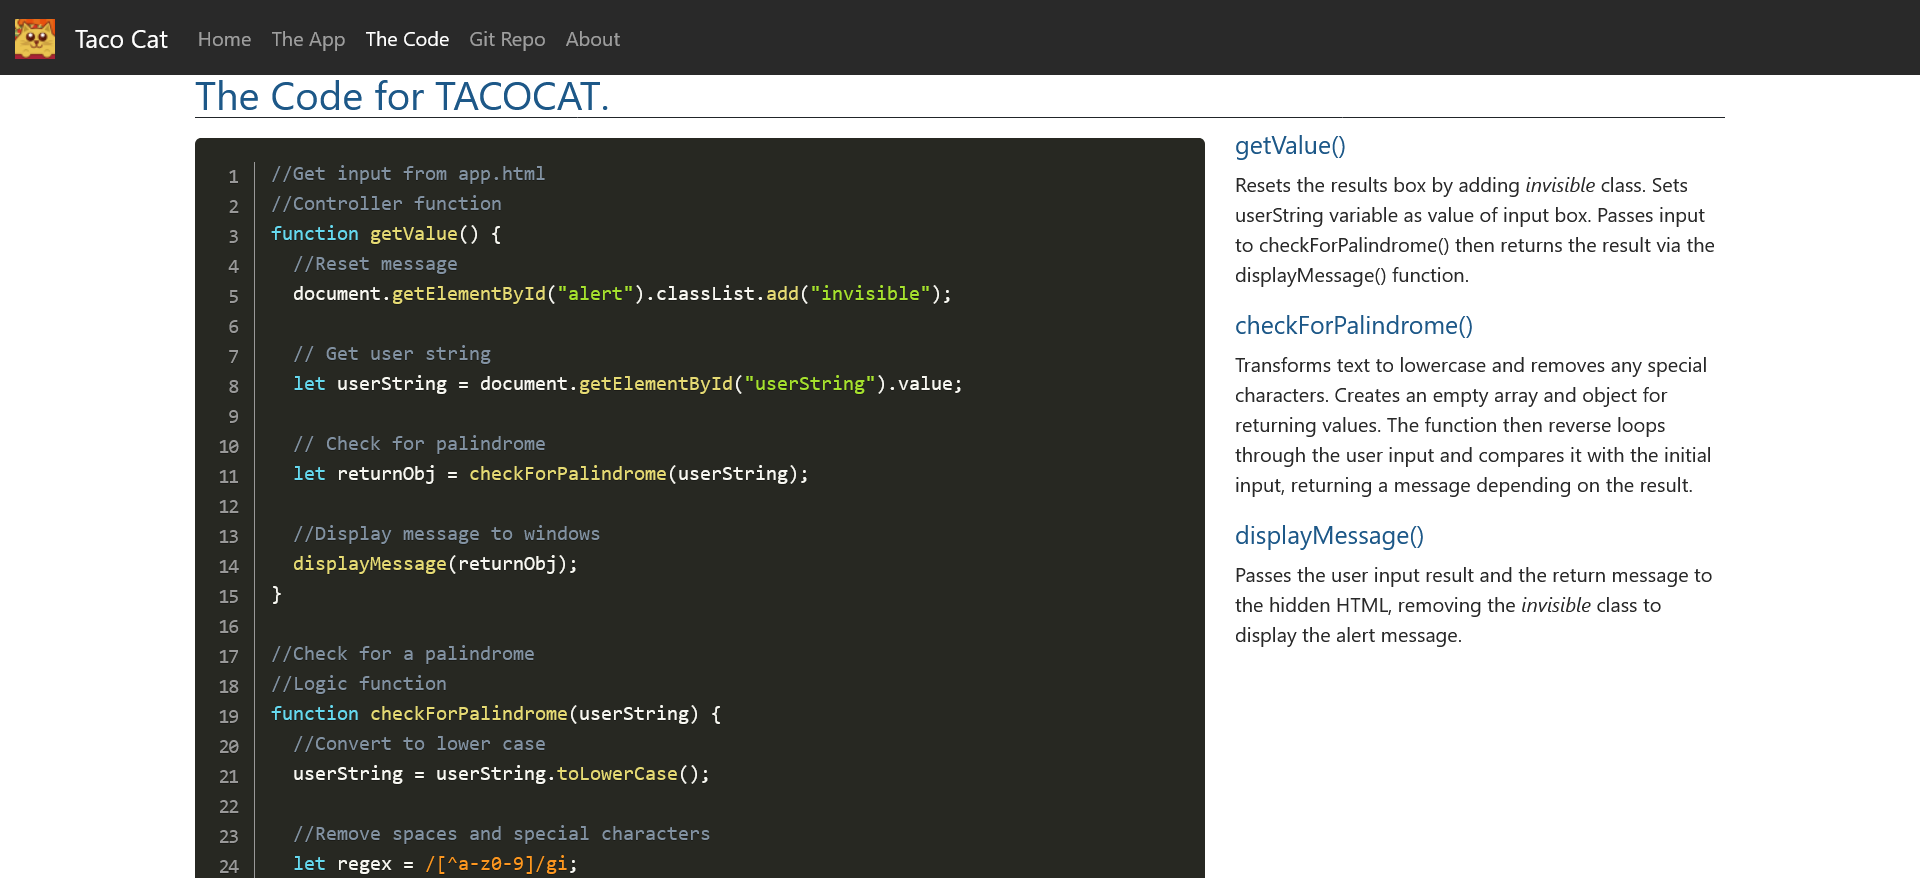 Taco Cat Home The App The Code Git Repo About
The Code for TACOCAT.
1 //Get input from app.html
2 //Controller function
3 function getValue() {
4   //Reset message
5   document.getElementById("alert").classList.add("invisible");
6
7   // Get user string
8   let userString = document.getElementById("userString").value;
9
10   // Check for palindrome
11   let returnObj = checkForPalindrome(userString);
12
13   //Display message to windows
14   displayMessage(returnObj);
15 }
16
17 //Check for a palindrome
18 //Logic function
19 function checkForPalindrome(userString) {
20   //Convert to lower case
21   userString = userString.toLowerCase();
22
23   //Remove spaces and special characters
24   let regex = /[^a-z0-9]/gi;
getValue()
Resets the results box by adding invisible class. Sets
userString variable as value of input box. Passes input
to checkForPalindrome() then returns the result via the
displayMessage() function.
checkForPalindrome()
Transforms text to lowercase and removes any special
characters. Creates an empty array and object for
returning values. The function then reverse loops
through the user input and compares it with the initial
input, returning a message depending on the result.
displayMessage()
Passes the user input result and the return message to
the hidden HTML, removing the invisible class to
display the alert message.